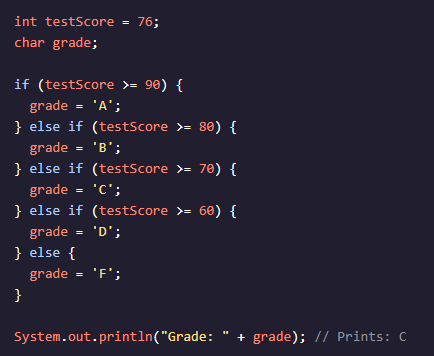 int testScore = 76;
char grade;
if (testScore >= 90) {
  grade = 'A';
} else if (testScore >= 80) {
  grade = 'B';
} else if (testScore >= 70) {
  grade = 'C';
} else if (testScore >= 60) {
  grade = 'D';
} else {
  grade = 'F';
}
System.out.println("Grade: " + grade); // Prints: C